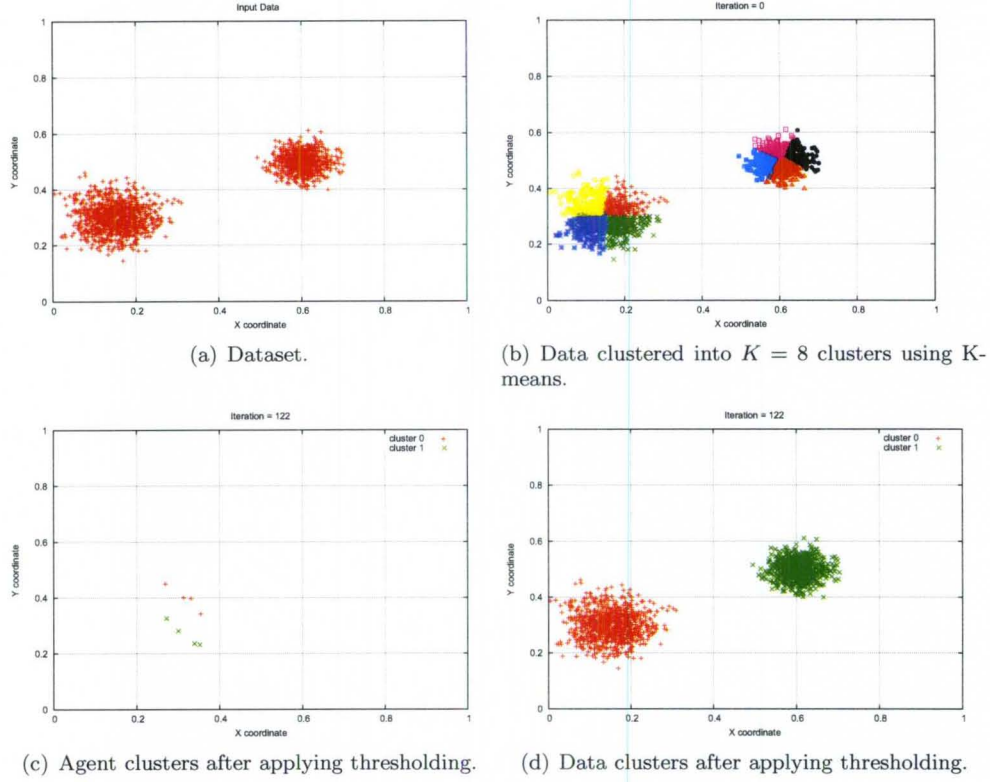 Input Data
1
0.8
0.6
0.4
0.2
0
0
0.2
0.4
0.6
0.8
1
Y coordinate
X coordinate
(a) Dataset.
Iteration = 0
1
0.8
0.6
0.4
0.2
0
0
0.2
0.4
0.6
0.8
1
Y coordinate
X coordinate
(b) Data clustered into K = 8 clusters using K-
means.
Iteration = 122
cluster 0
cluster 1
1
0.8
0.6
0.4
0.2
0
0
0.2
0.4
0.6
0.8
1
Y coordinate
X coordinate
(c) Agent clusters after applying thresholding.
Iteration = 122
cluster 0
cluster 1
1
0.8
0.6
0.4
0.2
0
0
0.2
0.4
0.6
0.8
1
Y coordinate
X coordinate
(d) Data clusters after applying thresholding.